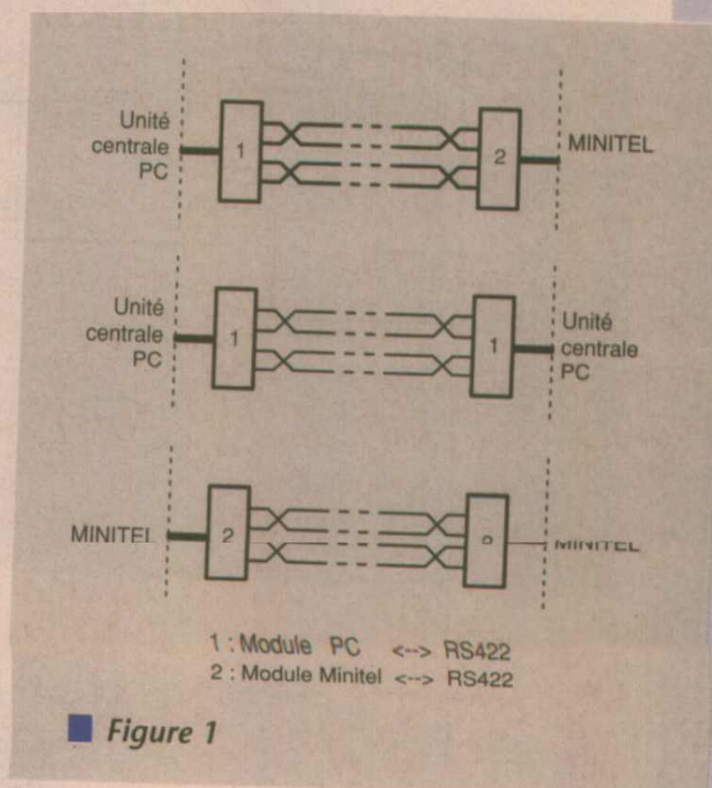 Unité
centrale
PC
1
2
MINITEL
Unité
centrale
PC
1
1
Unité
centrale
PC
MINITEL
2
MINITEL
1 : Module PC <--> RS422
2 : Module Minitel <--> RS422
Figure 1